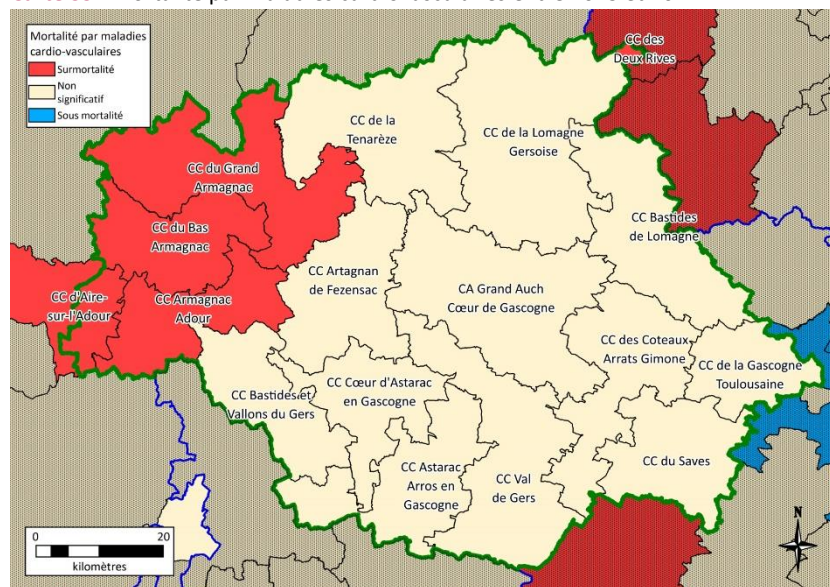 Mortalité par maladies
cardio-vasculaires
Surmortalité
Non
significatif
Sous mortalité
CC des
Deux Rives
CC de la
Tenarèze
CC de la Lomagne
Gersoise
CC du Grand
Armagnac
CC du Bas
Armagnac
CC Bastides
de Lomagne
CC Artagnan
de Fezensac
CA Grand Auch
Cœur de Gascogne
CC d'Aire-
sur-l'Adour
CC Armagnac
Adour
CC des Coteaux
Arrats Gimone
CC de la Gascogne
Toulousaine
CC Bastides et
Vallons du Gers
CC Cœur d'Astarac
en Gascogne
CC du Saves
CC Astarac
Arros en
Gascogne
CC Val
de Gers
0 20
kilomètres
N